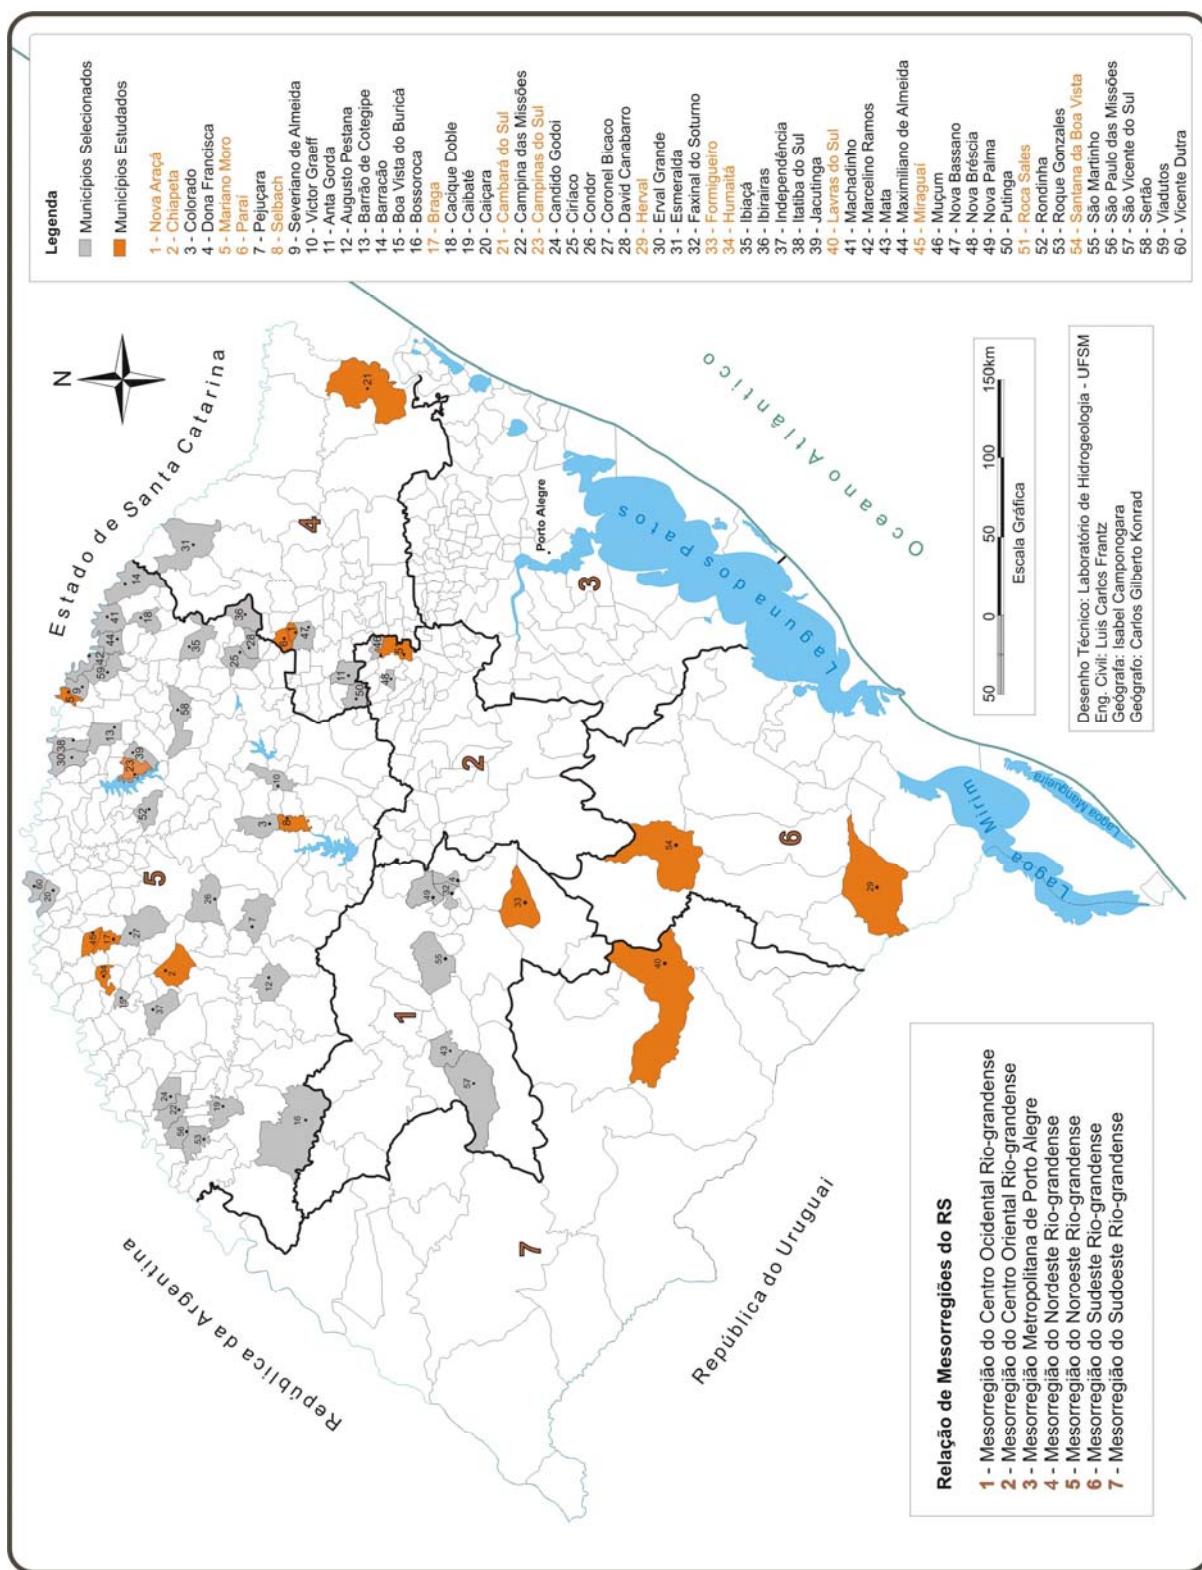 Legenda
Municípios Selecionados
Municípios Estudados
1 - Nova Araçá
2 - Chiapeta
3 - Colorado
4 - Dona Francisca
5 - Mariano Moro
6 - Paraí
7 - Pejuçara
8 - Selbach
9 - Severiano de Almeida
10 - Victor Graeff
11 - Anta Gorda
12 - Augusto Pestana
13 - Barrão de Cotegipe
14 - Barracão
15 - Boa Vista do Buricá
16 - Bossoroca
17 - Braga
18 - Cacique Doble
19 - Caibaté
20 - Caiçara
21 - Cambará do Sul
22 - Campina das Missões
23 - Campinas do Sul
24 - Candido Godoi
25 - Ciriaco
26 - Condor
27 - Coronel Bicaco
28 - David Canabarro
29 - Herval
30 - Erval Grande
31 - Esmeralda
32 - Faxinal do Soturno
33 - Formigueiro
34 - Humaitá
35 - Ibiaçá
36 - Ibirairas
37 - Independência
38 - Itatiba do Sul
39 - Jacutinga
40 - Lavras do Sul
41 - Machadinho
42 - Marcelino Ramos
43 - Mata
44 - Maximiliano de Almeida
45 - Miraguaí
46 - Muçum
47 - Nova Bassano
48 - Nova Bréscia
49 - Nova Palma
50 - Putinga
51 - Roca Sales
52 - Rondinha
53 - Roque Gonzales
54 - Santana da Boa Vista
55 - São Martinho
56 - São Paulo das Missões
57 - São Vicente do Sul
58 - Sertão
59 - Viadutos
60 - Vicente Dutra
N
Estado de Santa Catarina
República da Argentina
República do Uruguai
Oceano Atlântico
Porto Alegre
Laguna dos Patos
Lagoa Mirim
Lagoa Mangueira
1
2
3
4
5
6
7
50 0 50 100 150km
Escala Gráfica
Desenho Técnico: Laboratório de Hidrogeologia - UFSM
Eng. Civil: Luis Carlos Frantz
Geógrafa: Isabel Camponogara
Geógrafo: Carlos Gilberto Konrad
Relação de Mesorregiões do RS
1 - Mesorregião do Centro Ocidental Rio-grandense
2 - Mesorregião do Centro Oriental Rio-grandense
3 - Mesorregião Metropolitana de Porto Alegre
4 - Mesorregião do Nordeste Rio-grandense
5 - Mesorregião do Noroeste Rio-grandense
6 - Mesorregião do Sudeste Rio-grandense
7 - Mesorregião do Sudoeste Rio-grandense